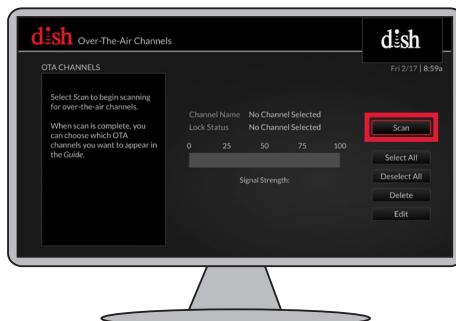 dish Over-The-Air Channels
dish
OTA CHANNELS
Fri 2/17 | 8:59a
Select Scan to begin scanning
for over-the-air channels.
When scan is complete, you
can choose which OTA
channels you want to appear in
the Guide.
Channel Name No Channel Selected
Lock Status No Channel Selected
0 25 50 75 100
Signal Strength:
Scan
Select All
Deselect All
Delete
Edit